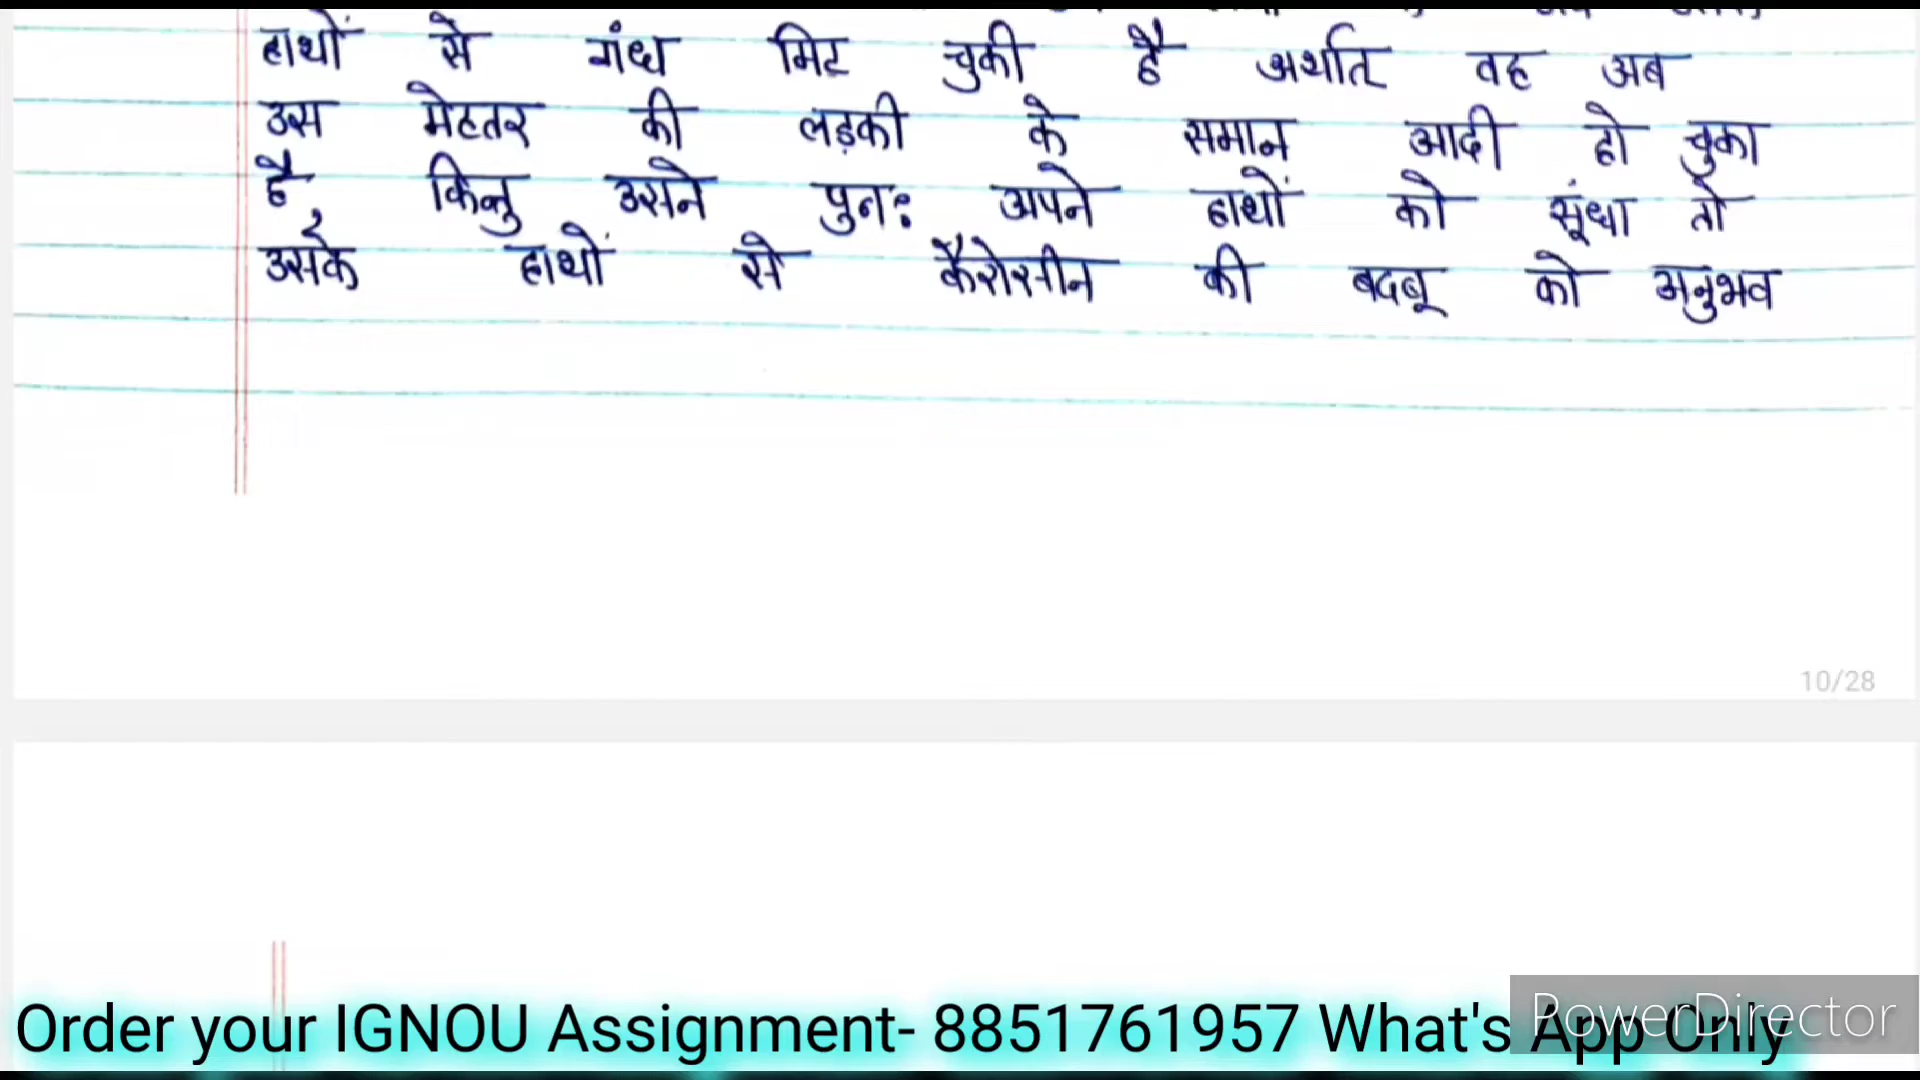 हाथों से गंध मिट चुकी है अर्थात् वह अब
उस मेहतर की लड़की के समान आदी हो चुका
है, किन्तु उसने पुनः अपने हाथों को सूंघा तो
उसके हाथों से कैरोसीन की बदबू को अनुभव
10/28
Order your IGNOU Assignment- 8851761957 What's App Only
PowerDirector